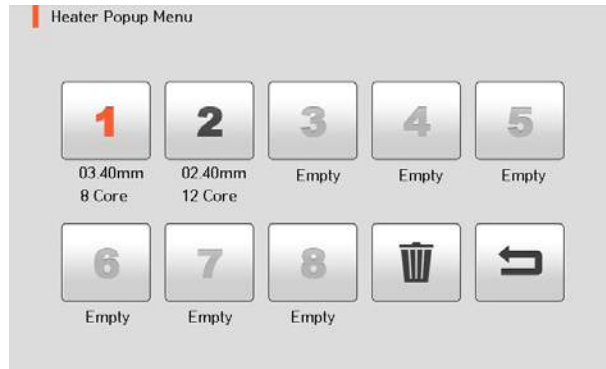 Heater Popup Menu
1 2 3 4 5
03.40mm 02.40mm Empty Empty Empty
8 Core 12 Core
6 7 8
Empty Empty Empty